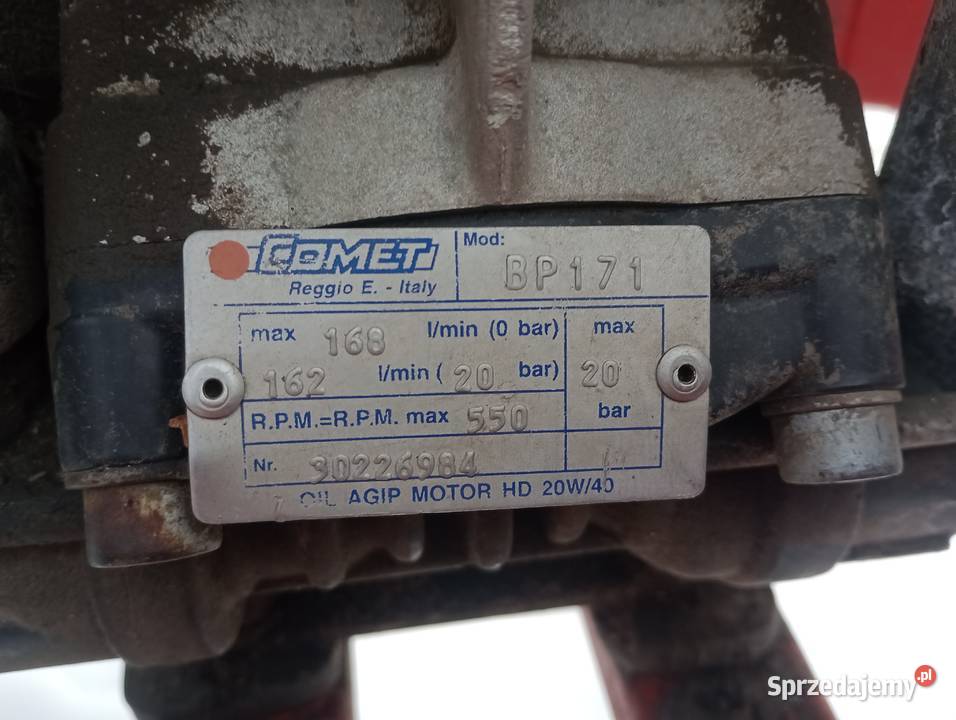 COMET
Reggio E. - Italy
Mod: BP171
max 168 l/min (0 bar)
162 l/min ( 20 bar)
max
20
bar
R.P.M.=R.P.M. max 550
Nr. 30226984
OIL AGIP MOTOR HD 20W/40
Sprzedajemy.pl